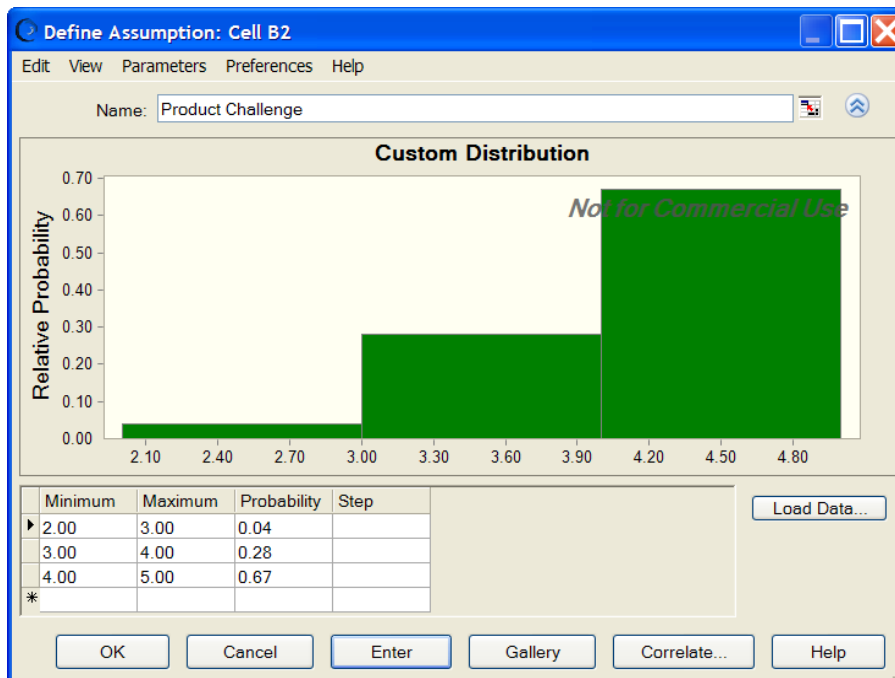 Define Assumption: Cell B2
Edit View Parameters Preferences Help
Name: Product Challenge
Custom Distribution
Not for Commercial Use
Relative Probability
0.70
0.60
0.50
0.40
0.30
0.20
0.10
0.00
2.10 2.40 2.70 3.00 3.30 3.60 3.90 4.20 4.50 4.80
Minimum Maximum Probability Step
2.00 3.00 0.04
3.00 4.00 0.28
4.00 5.00 0.67
*
Load Data...
OK Cancel Enter Gallery Correlate... Help